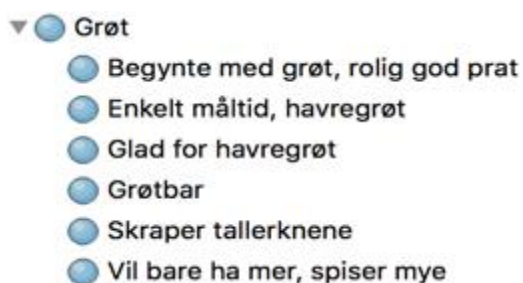 Grøt
Begynte med grøt, rolig god prat
Enkelt måltid, havregrøt
Glad for havregrøt
Grøtbar
Skraper tallerknene
Vil bare ha mer, spiser mye